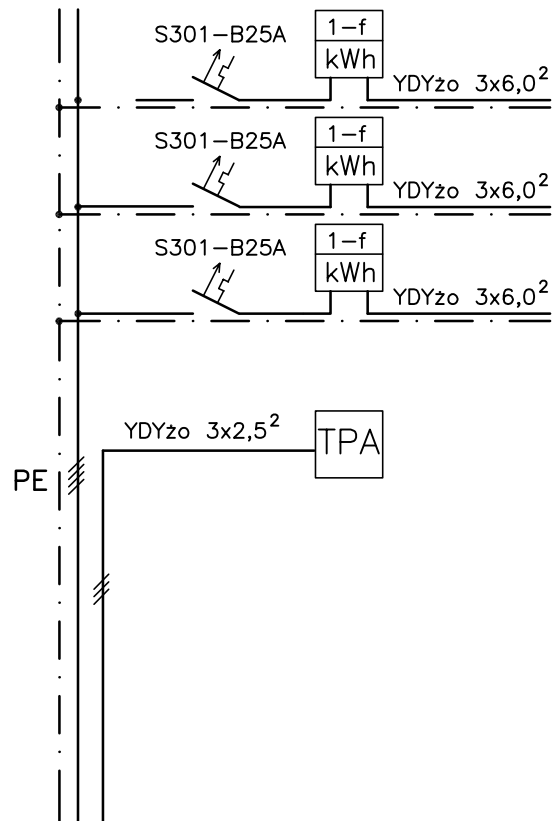 S301-B25A
1-f
kWh
YDYżo 3x6,0²
S301-B25A
1-f
kWh
YDYżo 3x6,0²
S301-B25A
1-f
kWh
YDYżo 3x6,0²
YDYżo 3x2,5²
TPA
PE